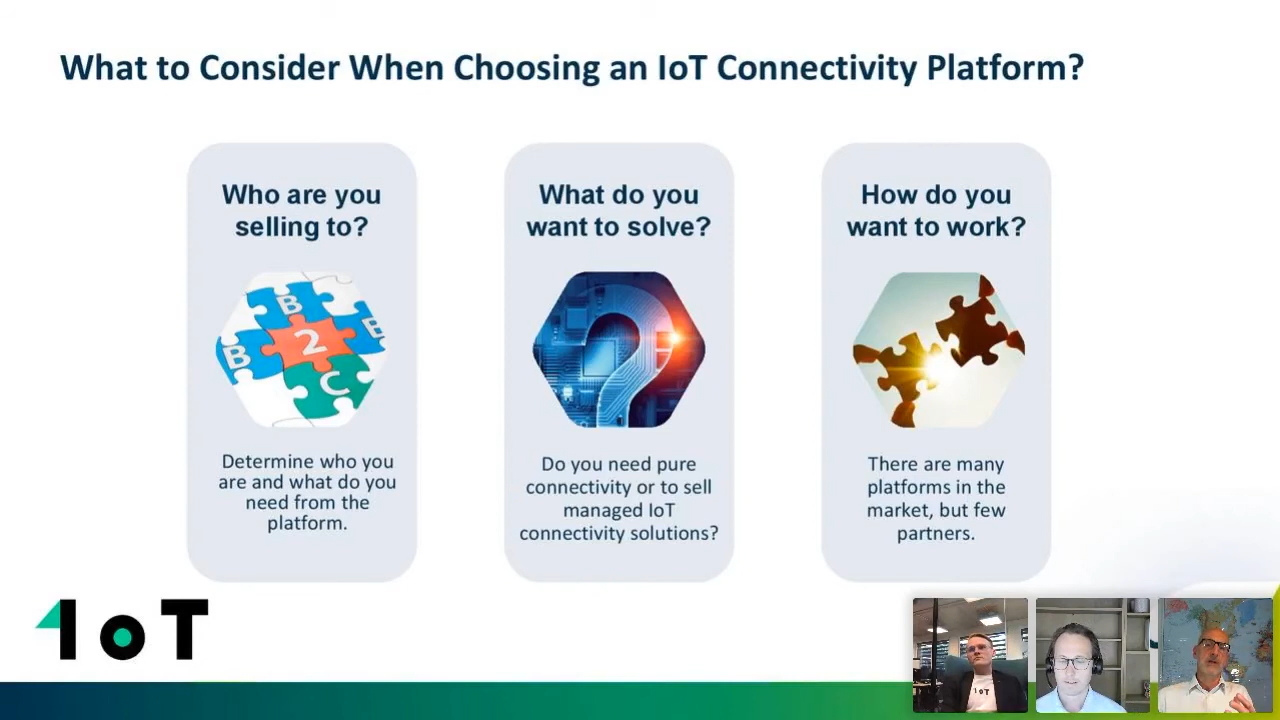 What to Consider When Choosing an IoT Connectivity Platform?
Who are you
selling to?
B
2
B
B
C
Determine who you
are and what do you
need from the
platform.
What do you
want to solve?
Do you need pure
connectivity or to sell
managed IoT
connectivity solutions?
How do you
want to work?
There are many
platforms in the
market, but few
partners.
1oT
1oT